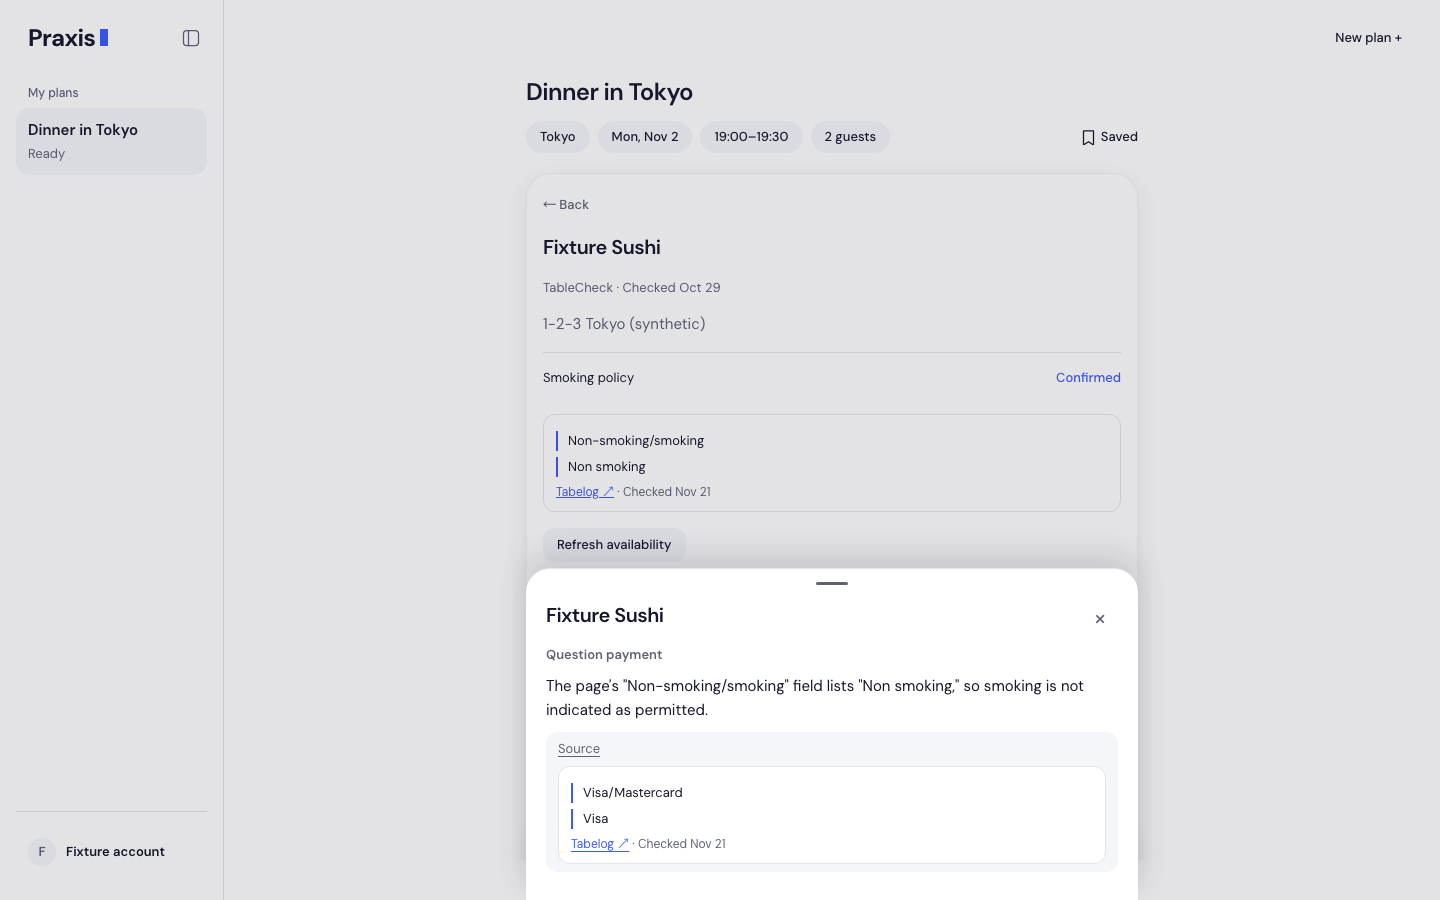 Praxis
New plan +
My plans
Dinner in Tokyo
Ready
Dinner in Tokyo
Tokyo
Mon, Nov 2
19:00–19:30
2 guests
Saved
← Back
Fixture Sushi
TableCheck · Checked Oct 29
1-2-3 Tokyo (synthetic)
Smoking policy
Confirmed
Non-smoking/smoking
Non smoking
Tabelog ↗ · Checked Nov 21
Refresh availability
Fixture Sushi
×
Question payment
The page's "Non-smoking/smoking" field lists "Non smoking," so smoking is not
indicated as permitted.
Source
Visa/Mastercard
Visa
Tabelog ↗ · Checked Nov 21
F
Fixture account